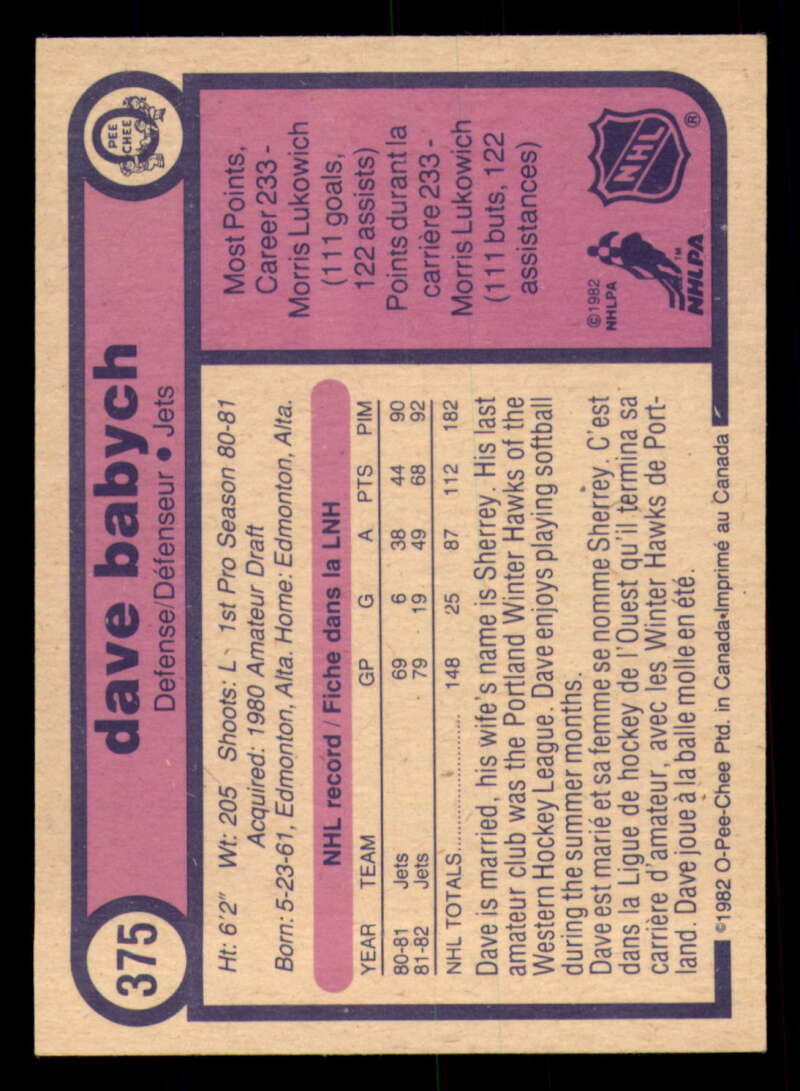 375
dave babych
Defense/Défenseur • Jets
O
PEE
CHEE
Ht: 6'2" Wt: 205 Shoots: L 1st Pro Season 80-81
Acquired: 1980 Amateur Draft
Born: 5-23-61, Edmonton, Alta. Home: Edmonton, Alta.
NHL record / Fiche dans la LNH
YEAR TEAM GP G A PTS PIM
80-81 Jets 69 6 38 44 90
81-82 Jets 79 19 49 68 92
NHL TOTALS 148 25 87 112 182
Dave is married, his wife's name is Sherrey. His last
amateur club was the Portland Winter Hawks of the
Western Hockey League. Dave enjoys playing softball
during the summer months.
Dave est marié et sa femme se nomme Sherrey. C'est
dans la Ligue de hockey de l'Ouest qu'il termina sa
carrière d'amateur, avec les Winter Hawks de Port-
land. Dave joue à la balle molle en été.
©1982 O-Pee-Chee Ptd. in Canada•Imprimé au Canada
Most Points,
Career 233 -
Morris Lukowich
(111 goals,
122 assists)
Points durant la
carrière 233 -
Morris Lukowich
(111 buts, 122
assistances)
©1982
NHLPA
NHLPA
TM
NHL
®